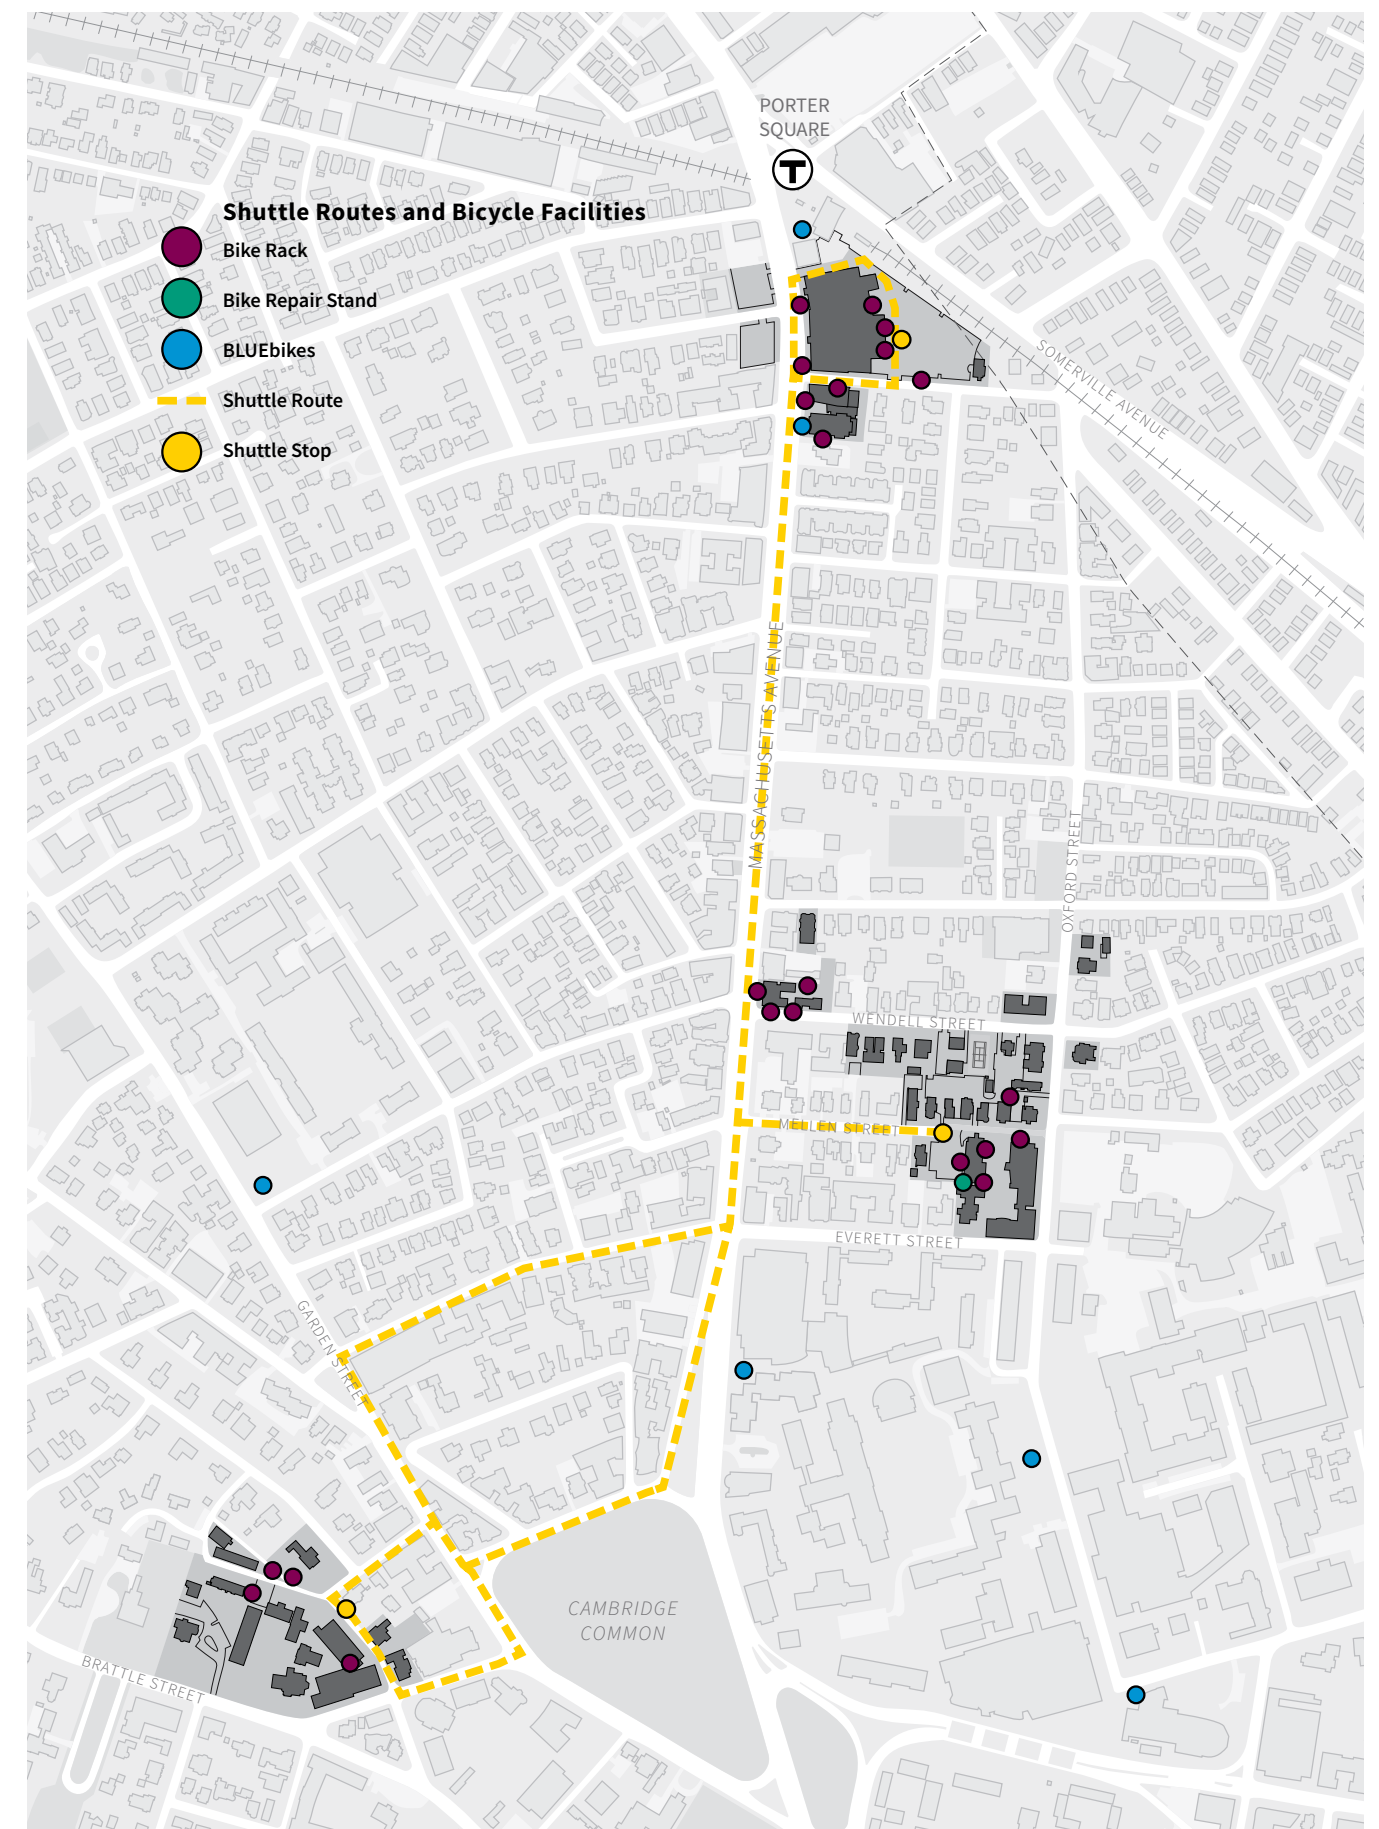 PORTER
SQUARE
T
Shuttle Routes and Bicycle Facilities
Bike Rack
Bike Repair Stand
BLUEbikes
Shuttle Route
Shuttle Stop
SOMERVILLE AVENUE
MASSACHUSETTS AVENUE
OXFORD STREET
WENDELL STREET
MELLEN STREET
EVERETT STREET
GARDEN STREET
CAMBRIDGE
COMMON
BRATTLE STREET